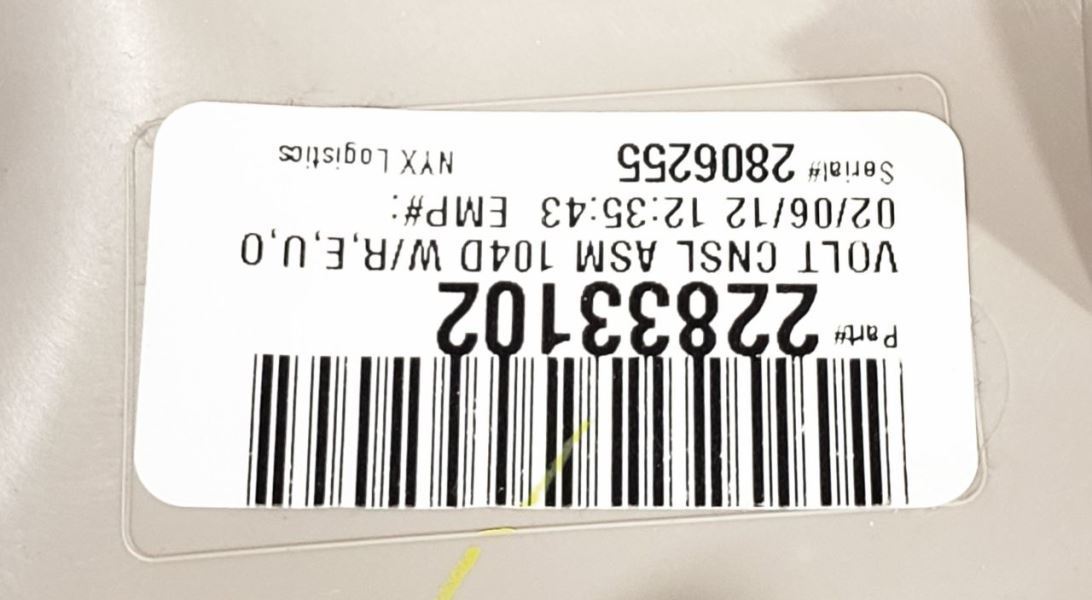 Part# 22833102
VOLT CNSL ASM 104D W/R,E,U,O
02/06/12 12:35:43 EMP#:
Serial# 2806255 NYX Logistics